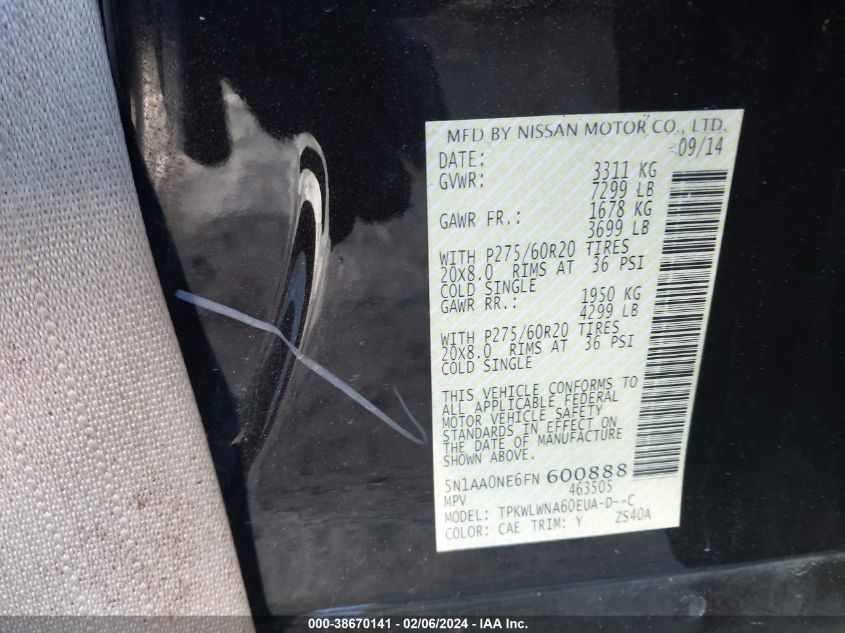 MFD BY NISSAN MOTOR CO., LTD.
DATE: 09/14
GVWR: 3311 KG
7299 LB
GAWR FR.: 1678 KG
3699 LB
WITH P275/60R20 TIRES
20X8.0 RIMS AT 36 PSI
COLD SINGLE
GAWR RR.: 1950 KG
4299 LB
WITH P275/60R20 TIRES
20X8.0 RIMS AT 36 PSI
COLD SINGLE
THIS VEHICLE CONFORMS TO
ALL APPLICABLE FEDERAL
MOTOR VEHICLE SAFETY
STANDARDS IN EFFECT ON
THE DATE OF MANUFACTURE
SHOWN ABOVE.
5N1AA0NE6FN 600888
MPV 463505
MODEL: TPKWLWNA60EUA-D--C
COLOR: CAE TRIM: Y ZS40A
000-38670141 - 02/06/2024 - IAA Inc.